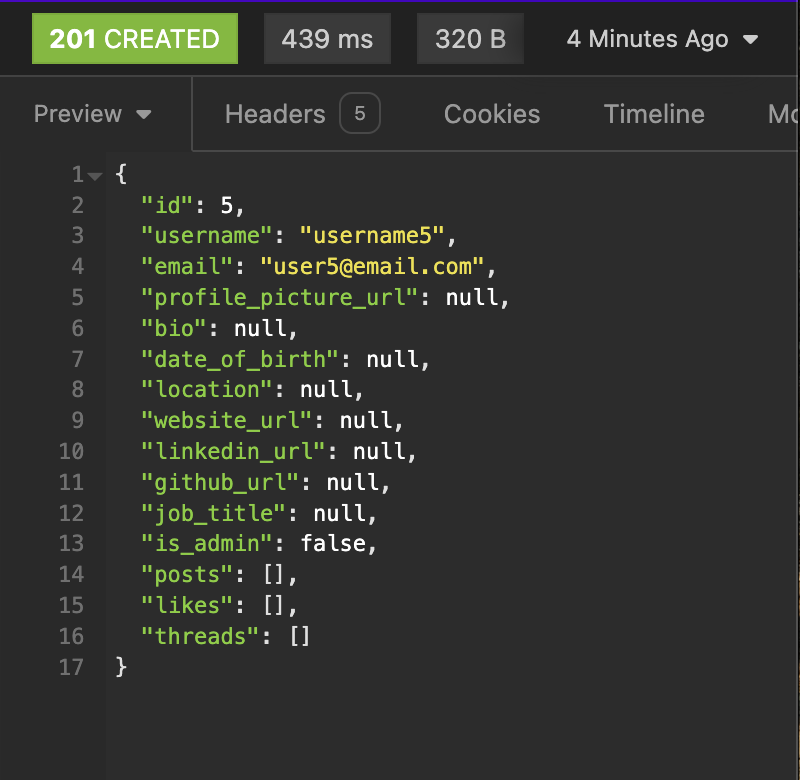 201 CREATED 439 ms 320 B 4 Minutes Ago
Preview Headers 5 Cookies Timeline
1 {
2 "id": 5,
3 "username": "username5",
4 "email": "user5@email.com",
5 "profile_picture_url": null,
6 "bio": null,
7 "date_of_birth": null,
8 "location": null,
9 "website_url": null,
10 "linkedin_url": null,
11 "github_url": null,
12 "job_title": null,
13 "is_admin": false,
14 "posts": [],
15 "likes": [],
16 "threads": []
17 }